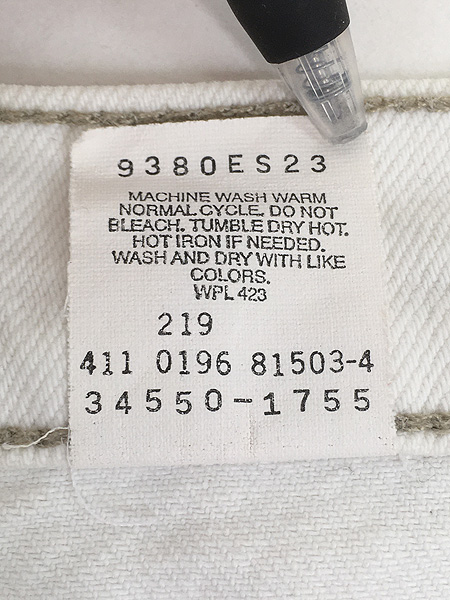 9380ES23
MACHINE WASH WARM
NORMAL CYCLE. DO NOT
BLEACH. TUMBLE DRY HOT.
HOT IRON IF NEEDED.
WASH AND DRY WITH LIKE
COLORS.
WPL 423
219
411 0196 81503-4
34550-1755